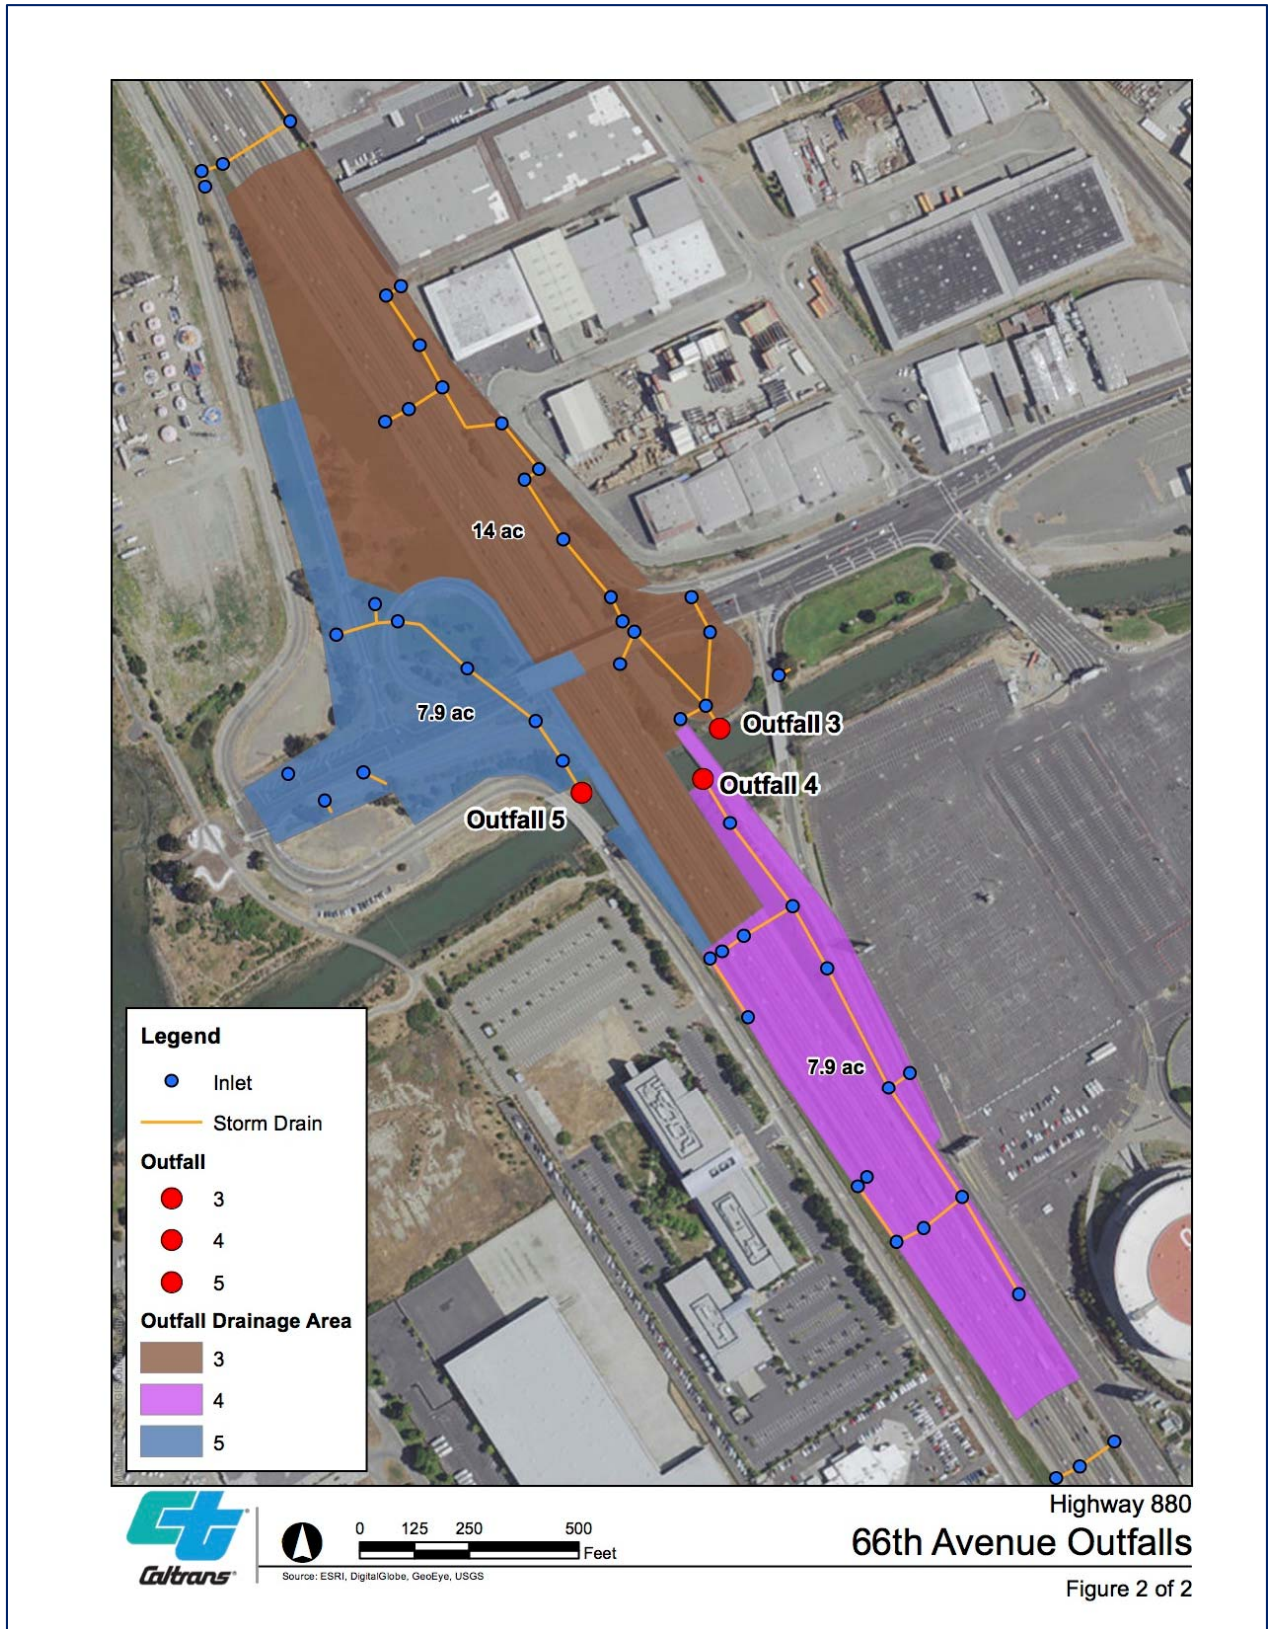 14 ac
7.9 ac
Outfall 3
Outfall 4
Outfall 5
7.9 ac
Legend
Inlet
Storm Drain
Outfall
3
4
5
Outfall Drainage Area
3
4
5
Caltrans
0 125 250 500
Feet
Source: ESRI, DigitalGlobe, GeoEye, USGS
Highway 880
66th Avenue Outfalls
Figure 2 of 2